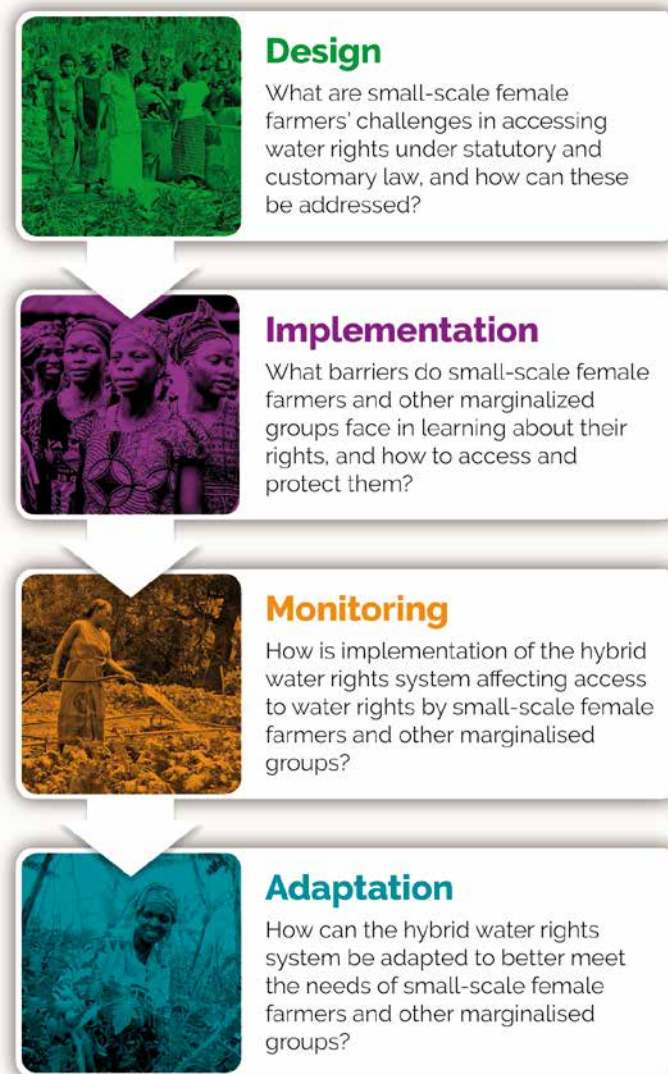 Design
What are small-scale female
farmers' challenges in accessing
water rights under statutory and
customary law, and how can these
be addressed?
Implementation
What barriers do small-scale female
farmers and other marginalized
groups face in learning about their
rights, and how to access and
protect them?
Monitoring
How is implementation of the hybrid
water rights system affecting access
to water rights by small-scale female
farmers and other marginalised
groups?
Adaptation
How can the hybrid water rights
system be adapted to better meet
the needs of small-scale female
farmers and other marginalised
groups?